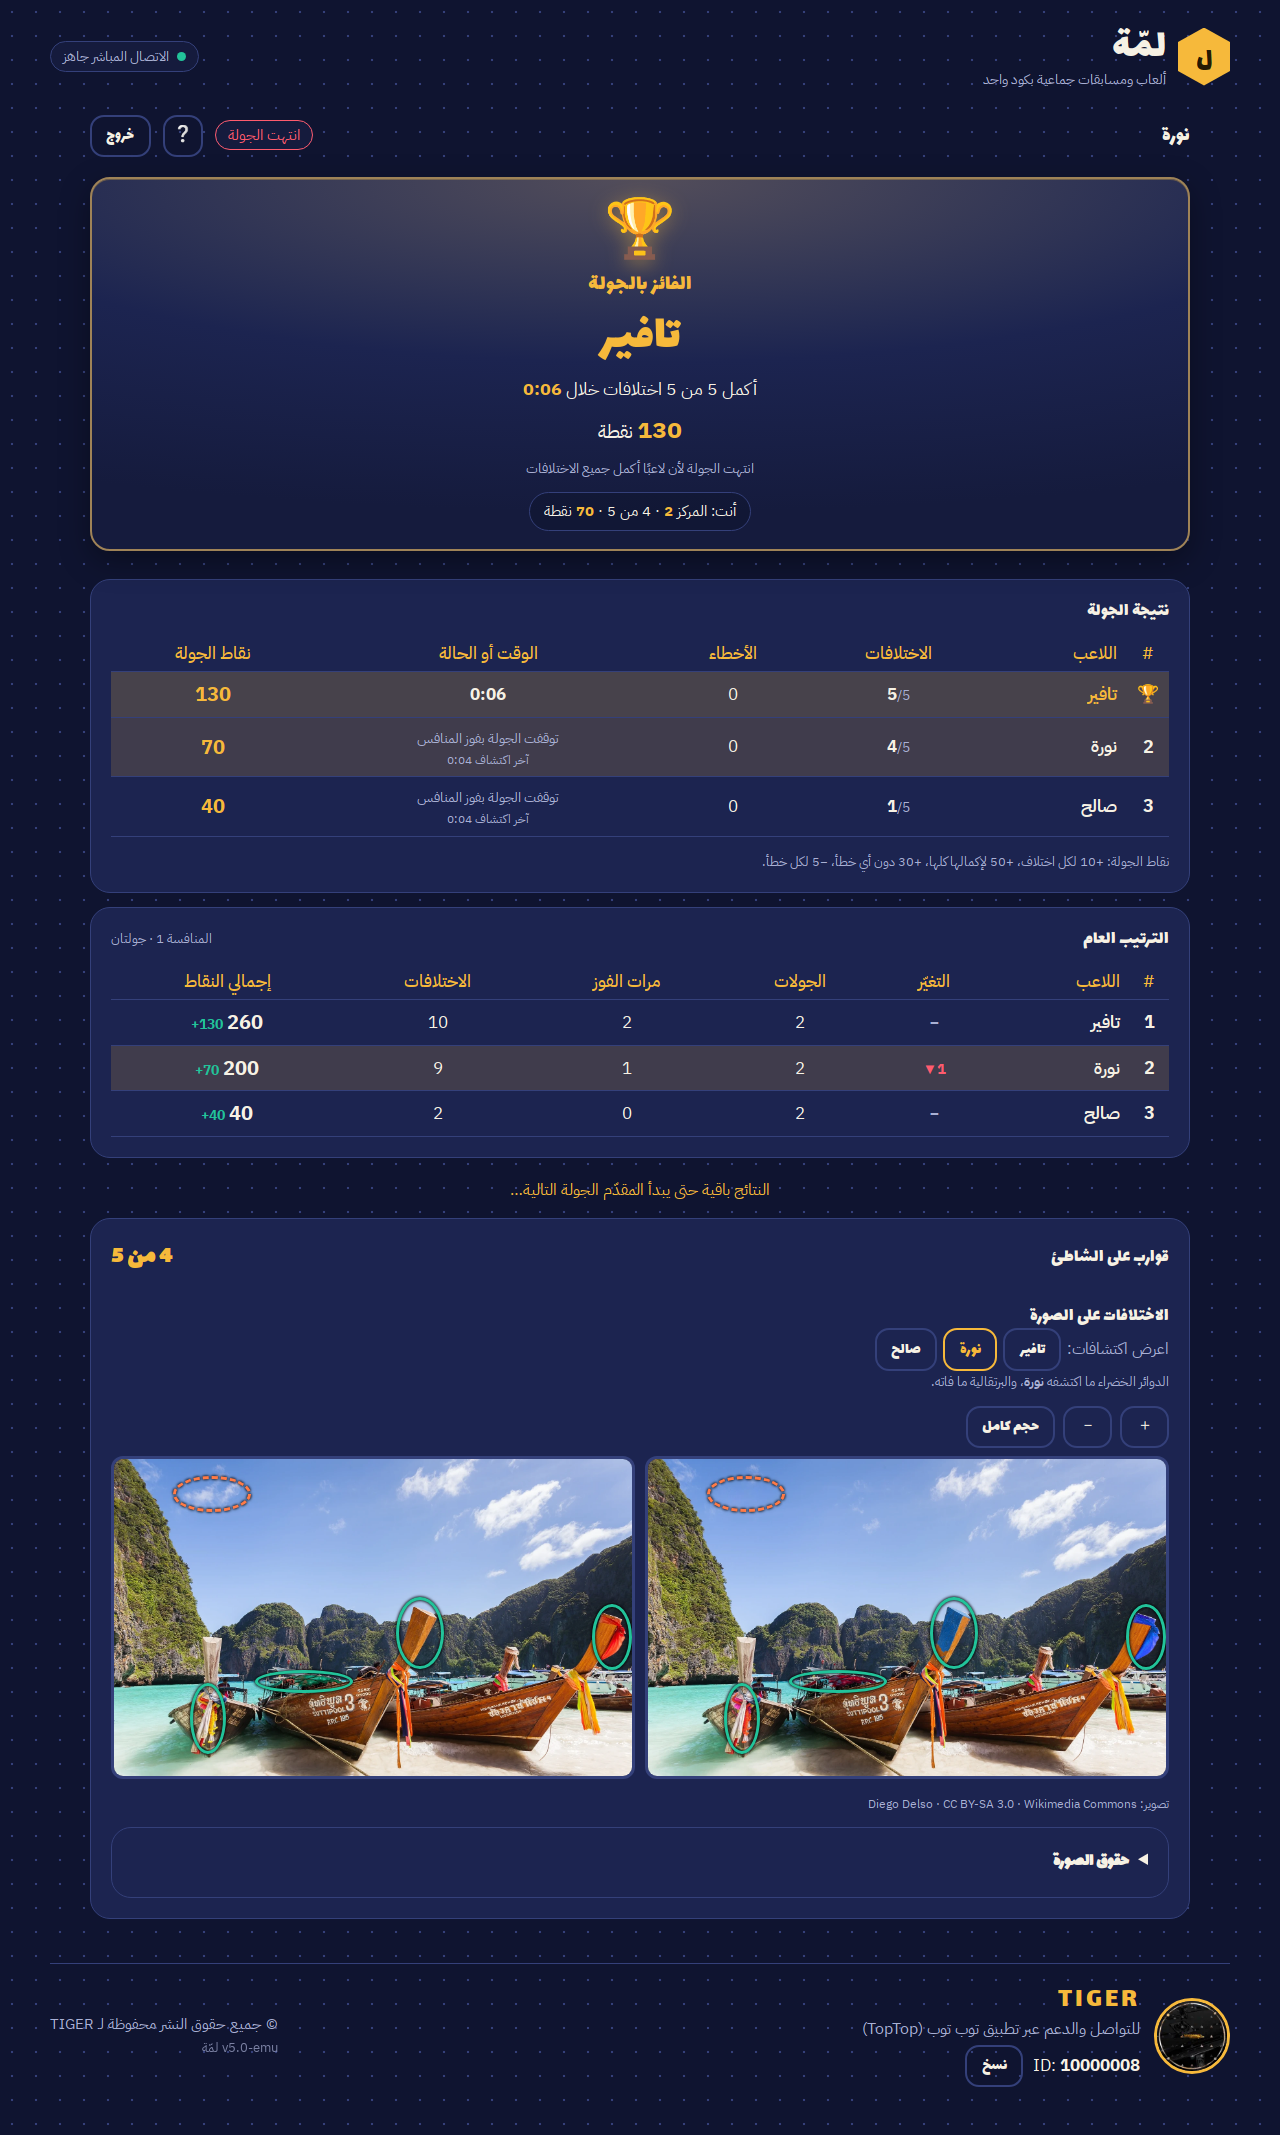 ل
لمّة
ألعاب ومسابقات جماعية بكود واحد
الاتصال المباشر جاهز
نورة
انتهت الجولة
?
خروج
الفائز بالجولة
تافير
أكمل 5 من 5 اختلافات خلال 0:06
130 نقطة
انتهت الجولة لأن لاعبًا أكمل جميع الاختلافات
أنت: المركز 2 · 4 من 5 · 70 نقطة
نتيجة الجولة
# اللاعب الاختلافات الأخطاء الوقت أو الحالة نقاط الجولة
تافير 5/5 0 0:06 130
2 نورة 4/5 0 توقفت الجولة بفوز المنافس 70
آخر اكتشاف 0:04
3 صالح 1/5 0 توقفت الجولة بفوز المنافس 40
آخر اكتشاف 0:04
نقاط الجولة: +10 لكل اختلاف، +50 لإكمالها كلها، +30 دون أي خطأ، −5 لكل خطأ.
الترتيب العام
المنافسة 1 · جولتان
# اللاعب التغيّر الجولات مرات الفوز الاختلافات إجمالي النقاط
1 تافير – 2 2 10 260 +130
2 نورة ▼1 2 1 9 200 +70
3 صالح – 2 0 2 40 +40
النتائج باقية حتى يبدأ المقدّم الجولة التالية…
قوارب على الشاطئ
4 من 5
الاختلافات على الصورة
اعرض اكتشافات: تافير نورة صالح
الدوائر الخضراء ما اكتشفه نورة، والبرتقالية ما فاته.
+ − حجم كامل
تصوير: Diego Delso · CC BY-SA 3.0 · Wikimedia Commons
◀ حقوق الصورة
TIGER
للتواصل والدعم عبر تطبيق توب توب (TopTop)
ID: 10000008 نسخ
© جميع حقوق النشر محفوظة لـ TIGER
لمّة v5.0-emu